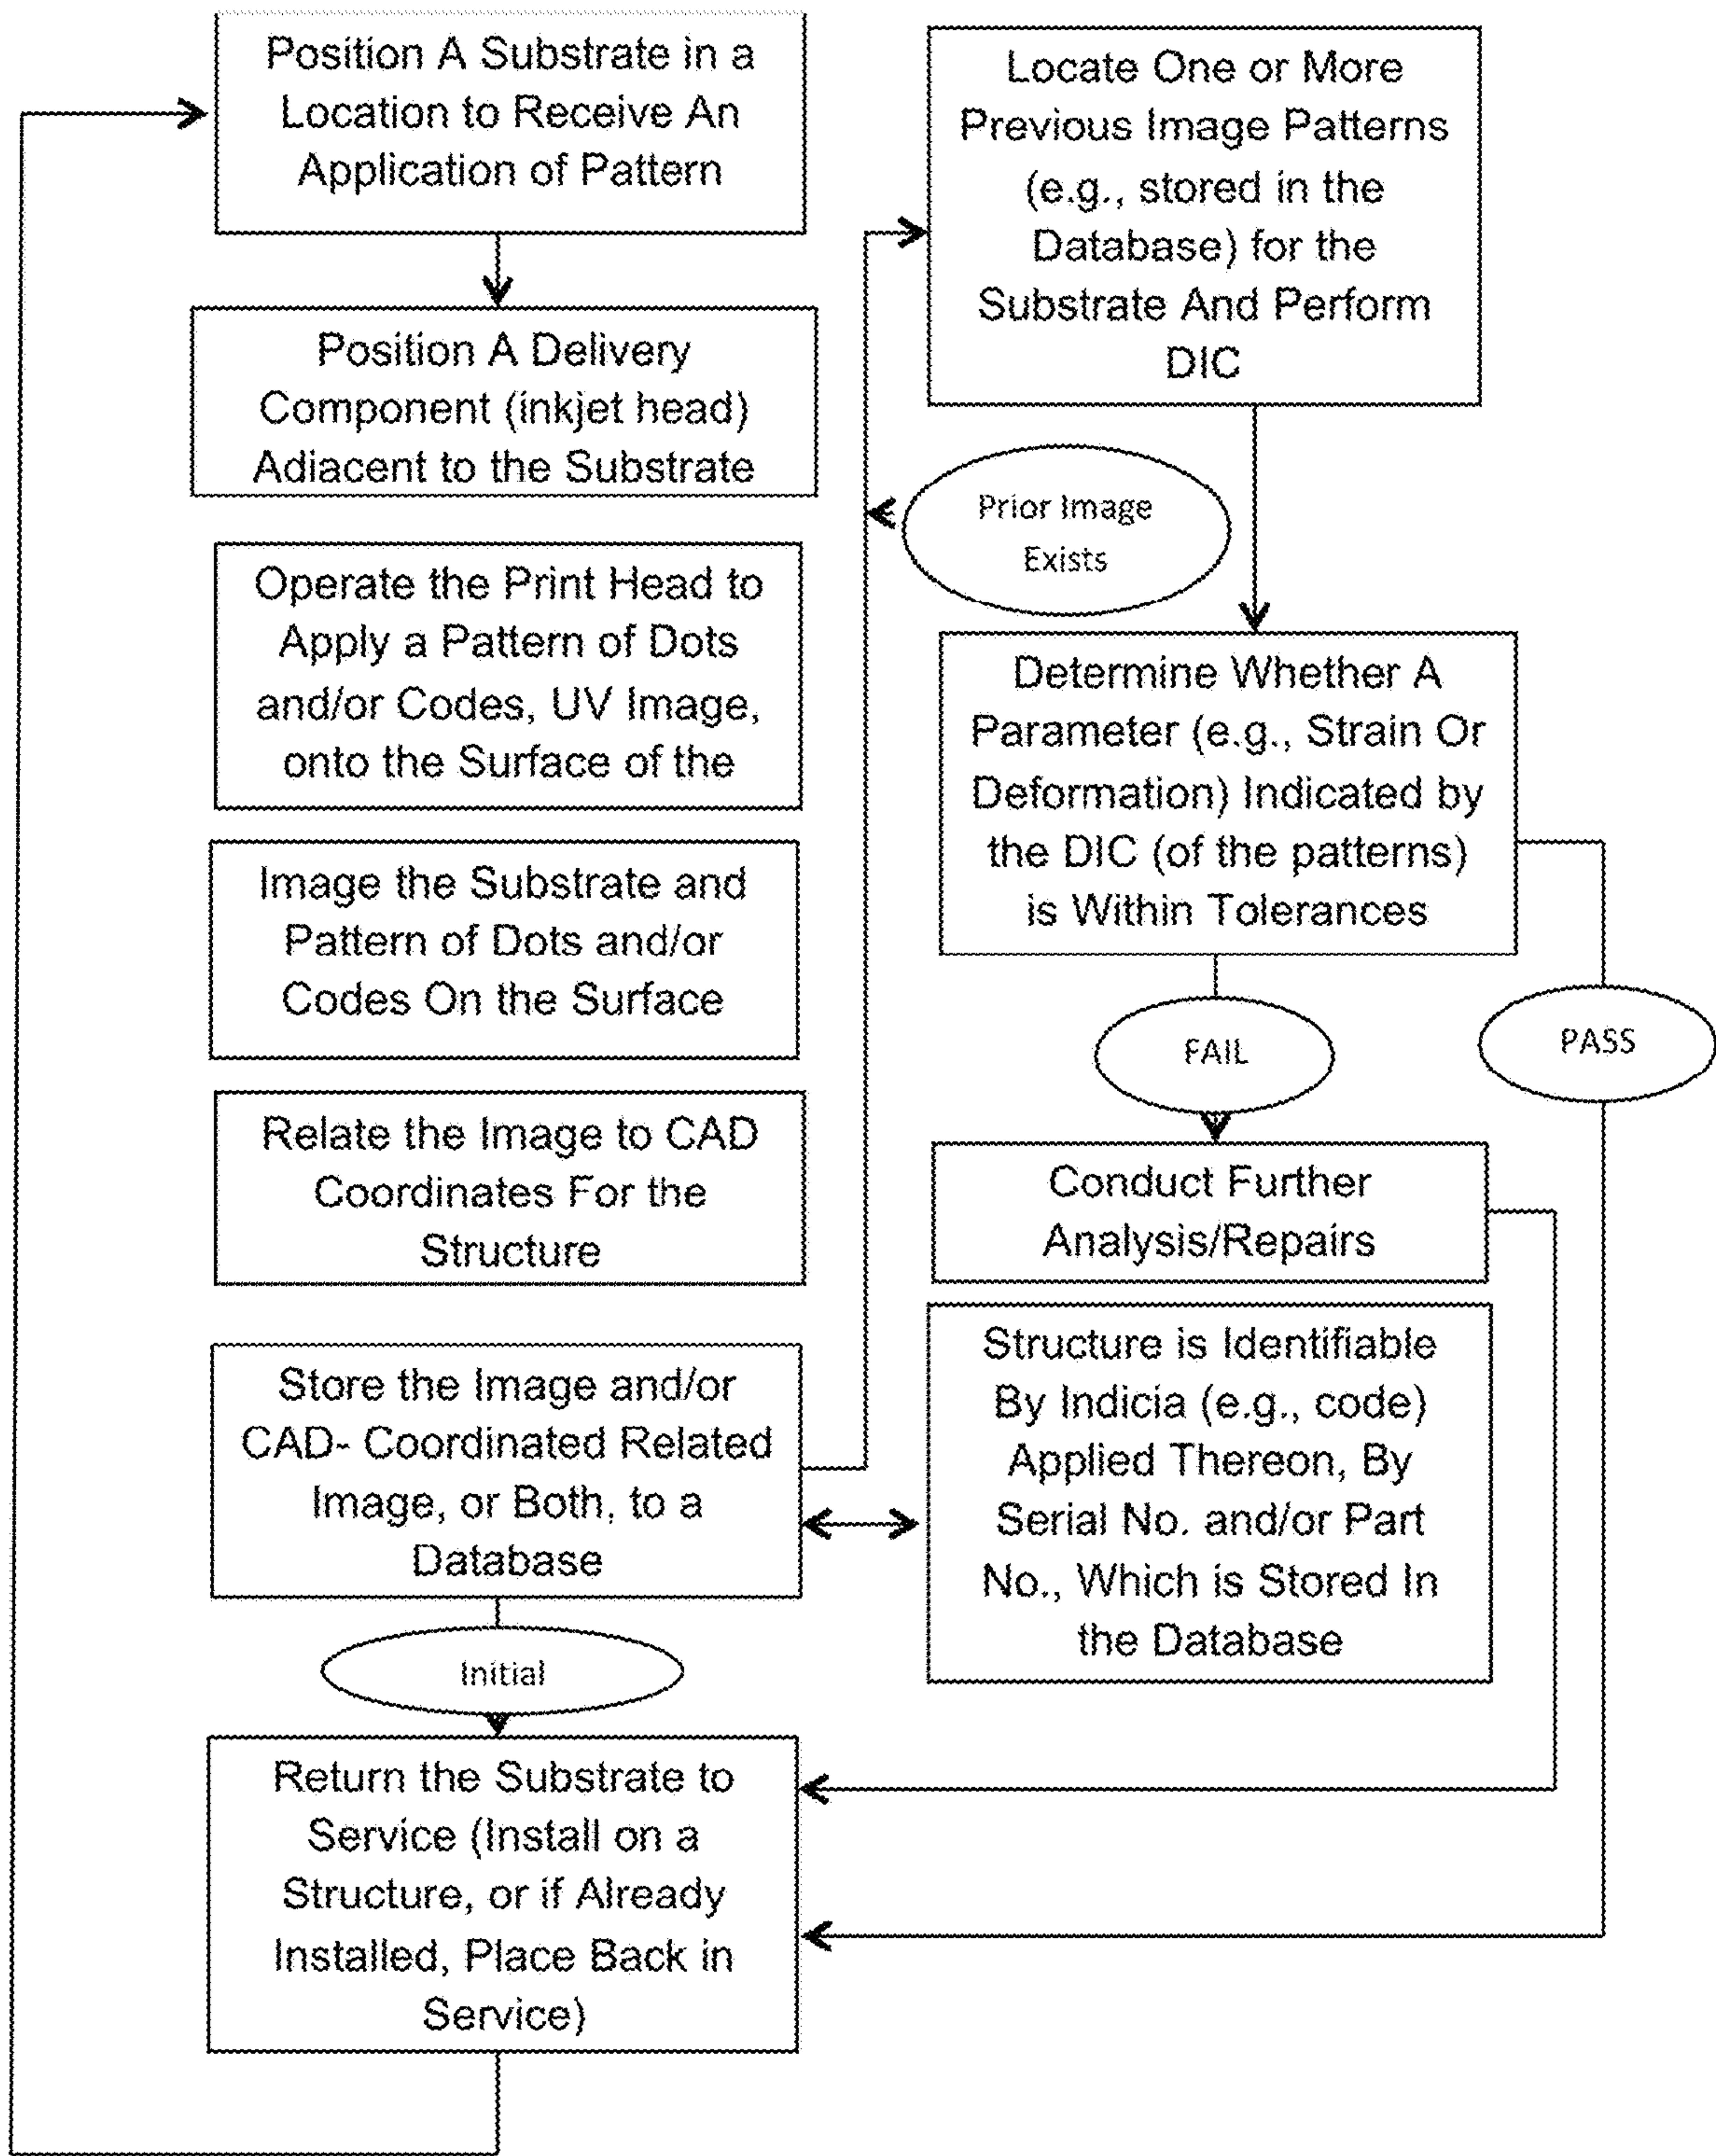 Position A Substrate in a
Location to Receive An
Application of Pattern
Position A Delivery
Component (inkjet head)
Adiacent to the Substrate
Operate the Print Head to
Apply a Pattern of Dots
and/or Codes, UV Image,
onto the Surface of the
Image the Substrate and
Pattern of Dots and/or
Codes On the Surface
Relate the Image to CAD
Coordinates For the
Structure
Store the Image and/or
CAD- Coordinated Related
Image, or Both, to a
Database
Initial
Return the Substrate to
Service (Install on a
Structure, or if Already
Installed, Place Back in
Service)
Locate One or More
Previous Image Patterns
(e.g., stored in the
Database) for the
Substrate And Perform
DIC
Prior Image
Exists
Determine Whether A
Parameter (e.g., Strain Or
Deformation) Indicated by
the DIC (of the patterns)
is Within Tolerances
FAIL
PASS
Conduct Further
Analysis/Repairs
Structure is Identifiable
By Indicia (e.g., code)
Applied Thereon, By
Serial No. and/or Part
No., Which is Stored In
the Database